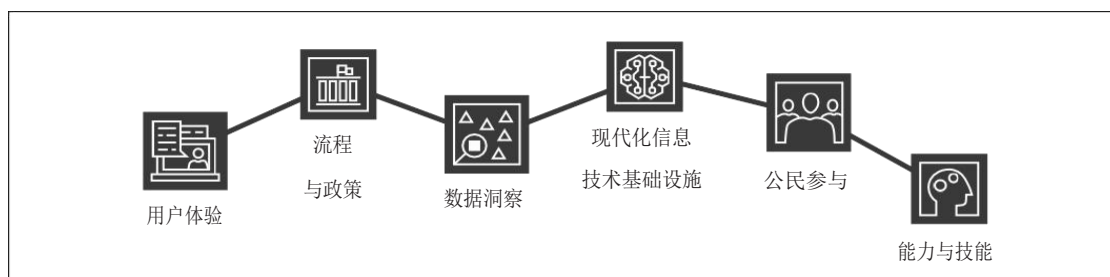 用户体验
流程
与政策
数据洞察
现代化信息
技术基础设施
公民参与
能力与技能